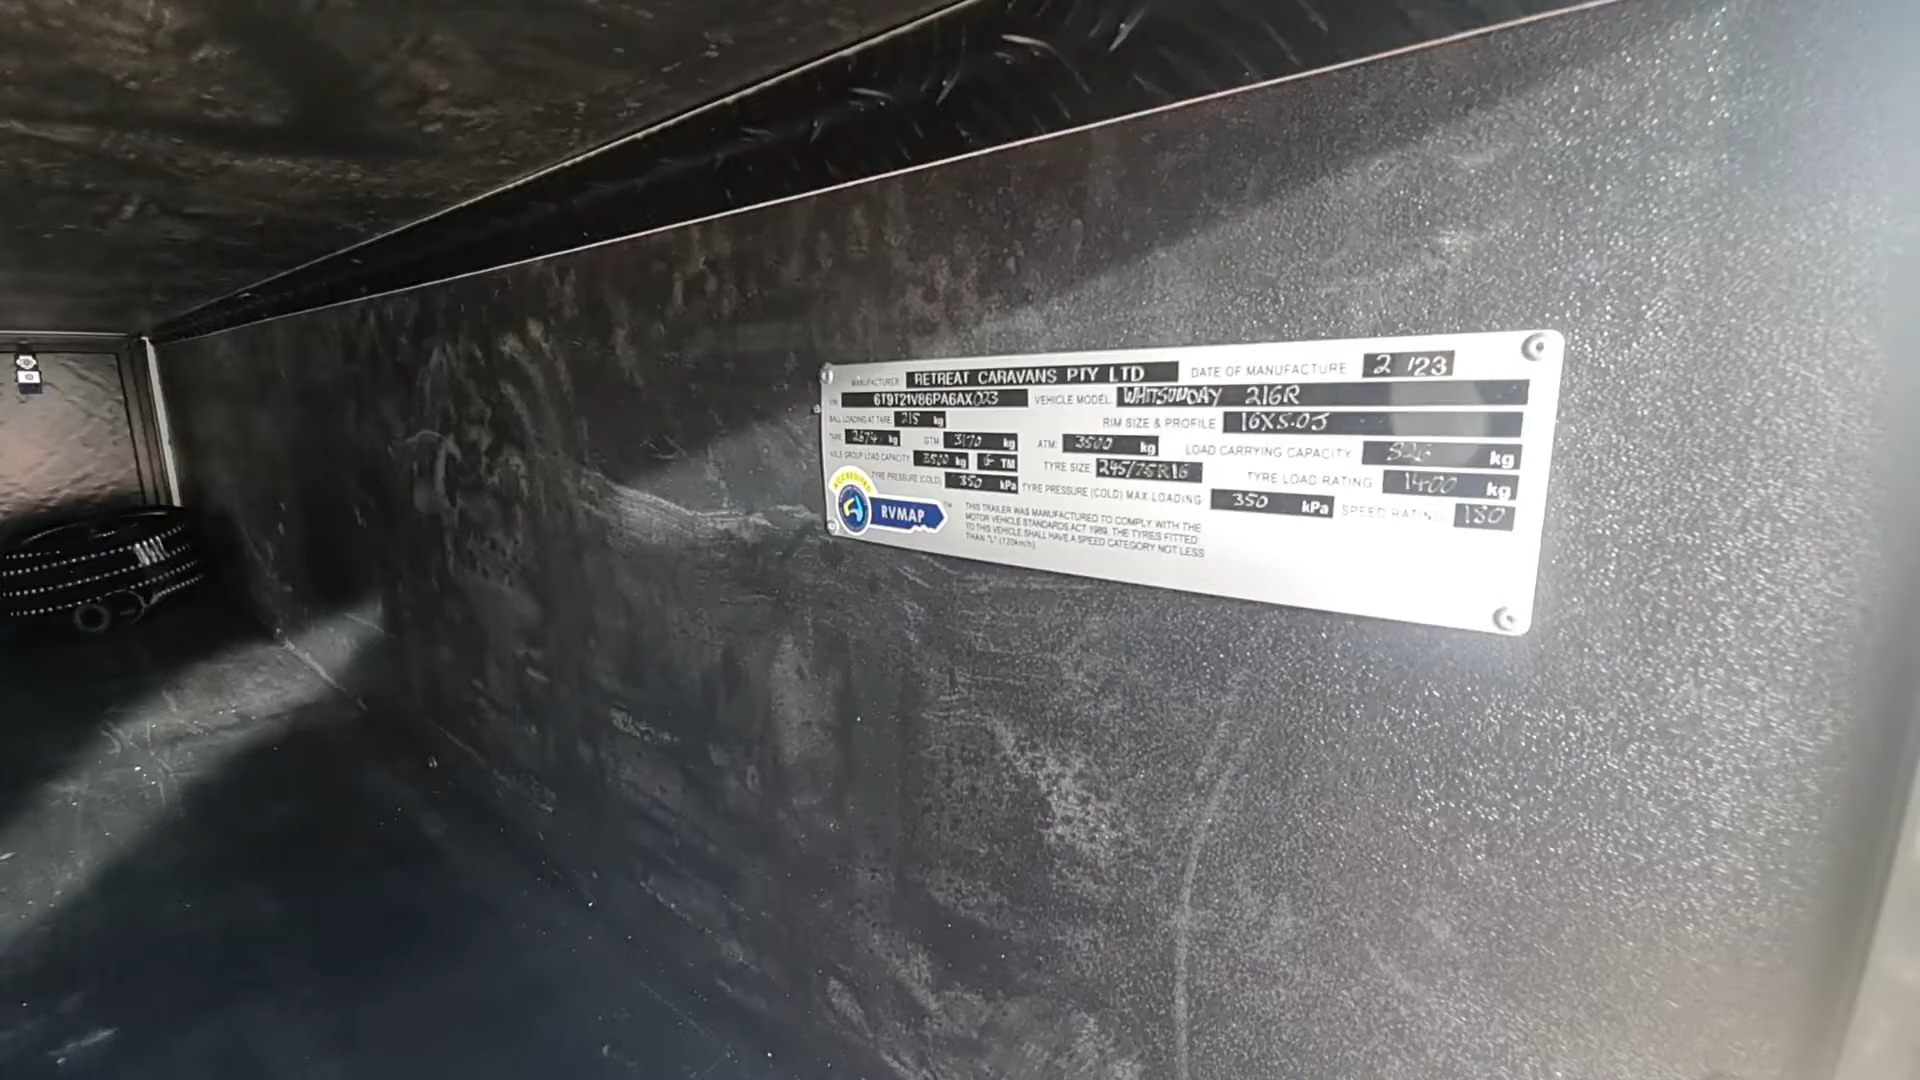 MANUFACTURER RETREAT CARAVANS PTY LTD DATE OF MANUFACTURE 2 / 23
VIN 6T9T21V86PA6AX023 VEHICLE MODEL WHITSUNDAY 216R
BALL LOADING AT TARE 215 kg RIM SIZE & PROFILE 16X5.0J
TARE 2674 kg GTM 3170 kg ATM: 3500 kg LOAD CARRYING CAPACITY 826 kg
AXLE GROUP LOAD CAPACITY 3500 kg G TM TYRE SIZE 245/75R16 TYRE LOAD RATING 1400 kg
TYRE PRESSURE (COLD) 350 kPa TYRE PRESSURE (COLD) MAX LOADING 350 kPa SPEED RATING 180
ACCREDITED
RVMAP
THIS TRAILER WAS MANUFACTURED TO COMPLY WITH THE
MOTOR VEHICLE STANDARDS ACT 1989. THE TYRES FITTED
TO THIS VEHICLE SHALL HAVE A SPEED CATEGORY NOT LESS
THAN "L" (120km/h)